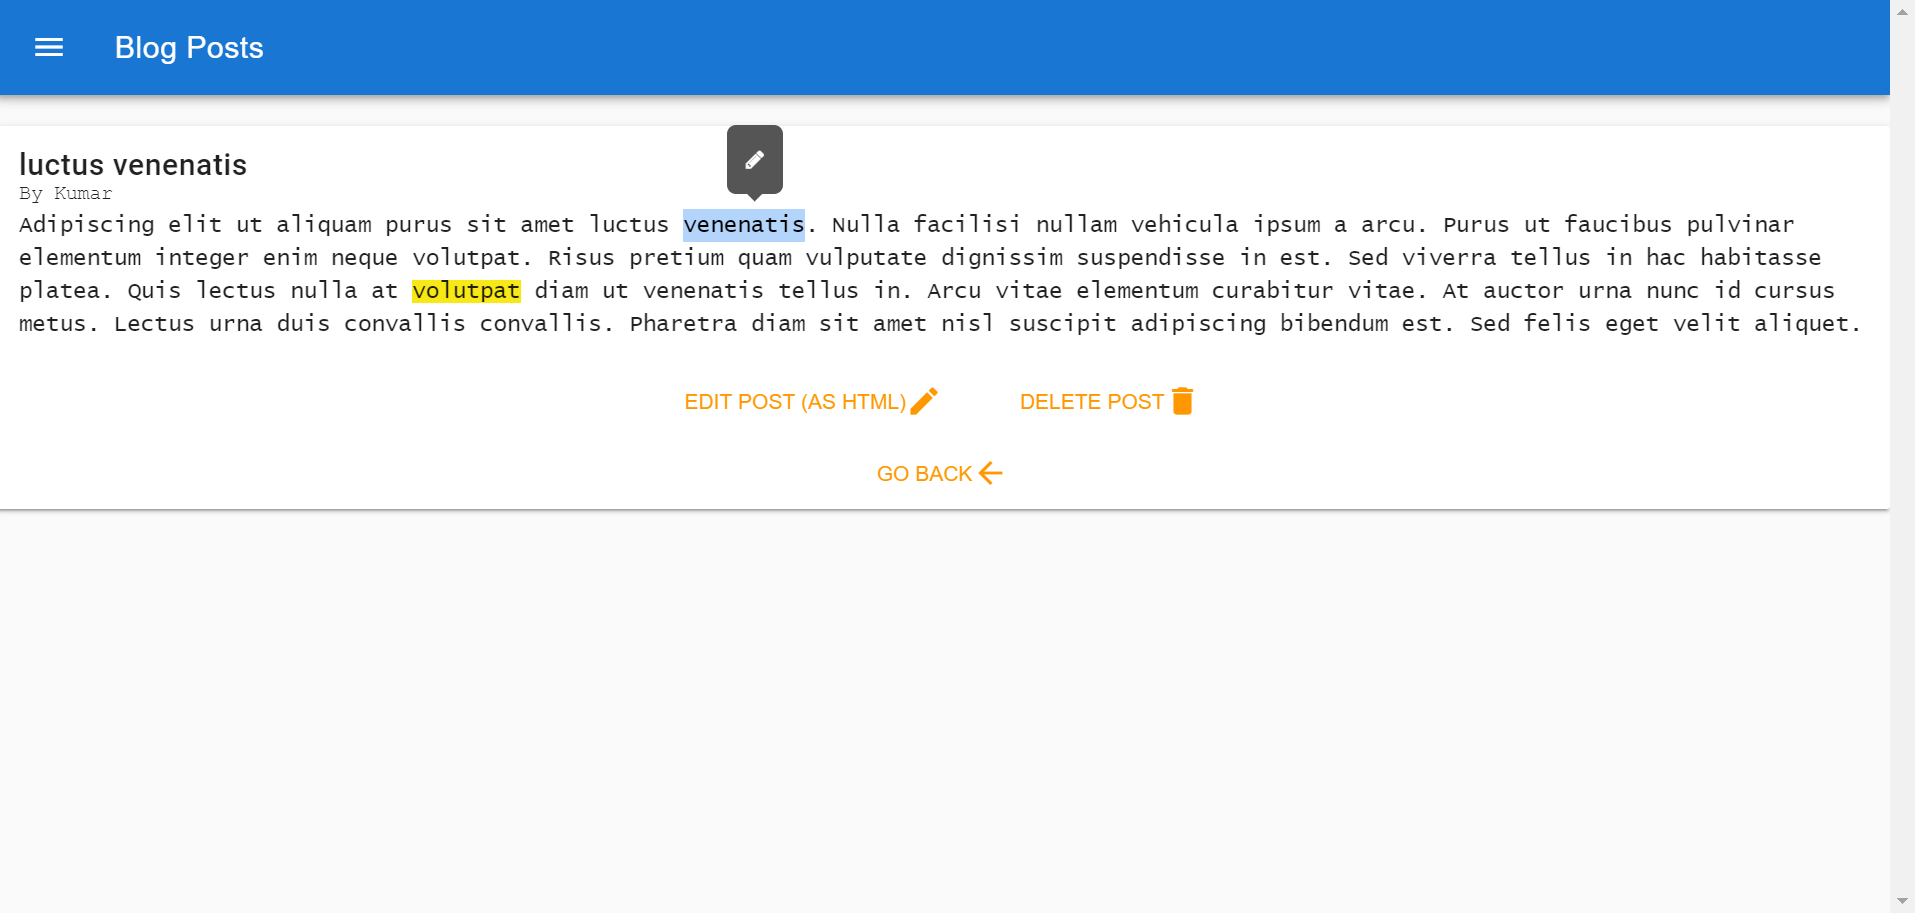 Blog Posts
luctus venenatis
By Kumar
Adipiscing elit ut aliquam purus sit amet luctus venenatis. Nulla facilisi nullam vehicula ipsum a arcu. Purus ut faucibus pulvinar
elementum integer enim neque volutpat. Risus pretium quam vulputate dignissim suspendisse in est. Sed viverra tellus in hac habitasse
platea. Quis lectus nulla at volutpat diam ut venenatis tellus in. Arcu vitae elementum curabitur vitae. At auctor urna nunc id cursus
metus. Lectus urna duis convallis convallis. Pharetra diam sit amet nisl suscipit adipiscing bibendum est. Sed felis eget velit aliquet.
EDIT POST (AS HTML) DELETE POST
GO BACK